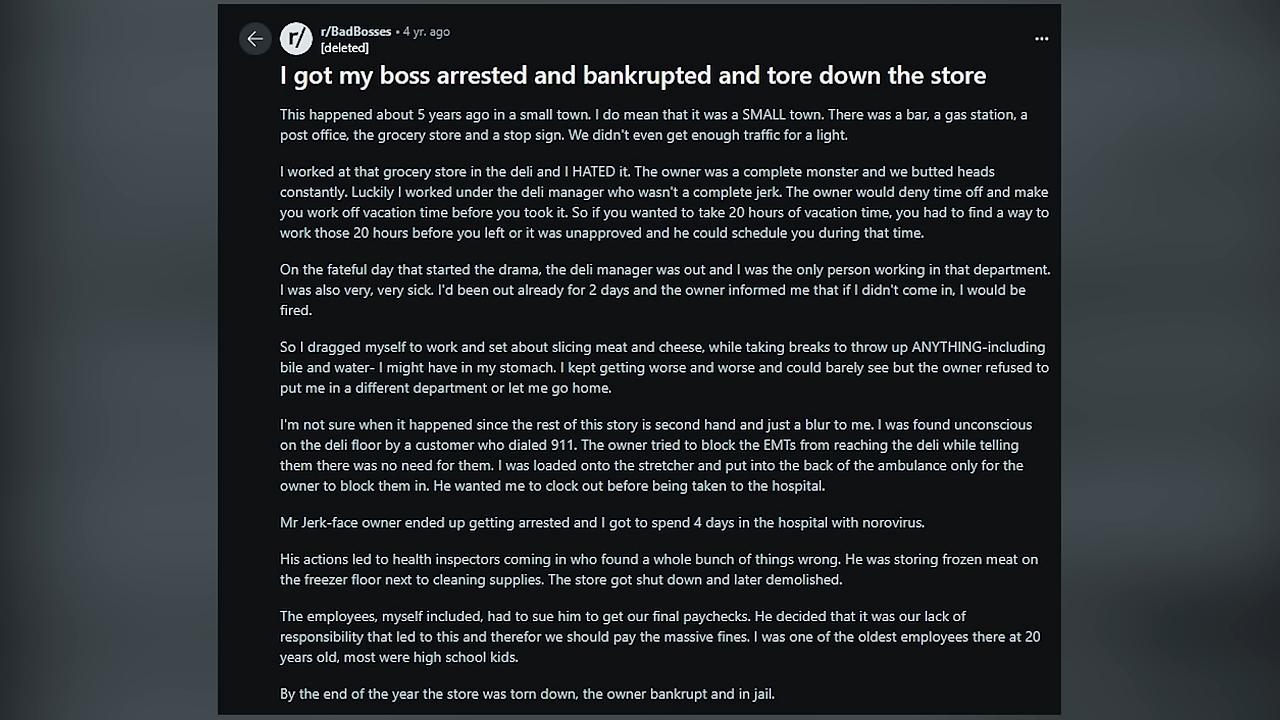 r/BadBosses • 4 yr. ago
r/
[deleted]
I got my boss arrested and bankrupted and tore down the store
This happened about 5 years ago in a small town. I do mean that it was a SMALL town. There was a bar, a gas station, a
post office, the grocery store and a stop sign. We didn't even get enough traffic for a light.
I worked at that grocery store in the deli and I HATED it. The owner was a complete monster and we butted heads
constantly. Luckily I worked under the deli manager who wasn't a complete jerk. The owner would deny time off and make
you work off vacation time before you took it. So if you wanted to take 20 hours of vacation time, you had to find a way to
work those 20 hours before you left or it was unapproved and he could schedule you during that time.
On the fateful day that started the drama, the deli manager was out and I was the only person working in that department.
I was also very, very sick. I'd been out already for 2 days and the owner informed me that if I didn't come in, I would be
fired.
So I dragged myself to work and set about slicing meat and cheese, while taking breaks to throw up ANYTHING-including
bile and water- I might have in my stomach. I kept getting worse and worse and could barely see but the owner refused to
put me in a different department or let me go home.
I'm not sure when it happened since the rest of this story is second hand and just a blur to me. I was found unconscious
on the deli floor by a customer who dialed 911. The owner tried to block the EMTs from reaching the deli while telling
them there was no need for them. I was loaded onto the stretcher and put into the back of the ambulance only for the
owner to block them in. He wanted me to clock out before being taken to the hospital.
Mr Jerk-face owner ended up getting arrested and I got to spend 4 days in the hospital with norovirus.
His actions led to health inspectors coming in who found a whole bunch of things wrong. He was storing frozen meat on
the freezer floor next to cleaning supplies. The store got shut down and later demolished.
The employees, myself included, had to sue him to get our final paychecks. He decided that it was our lack of
responsibility that led to this and therefor we should pay the massive fines. I was one of the oldest employees there at 20
years old, most were high school kids.
By the end of the year the store was torn down, the owner bankrupt and in jail.